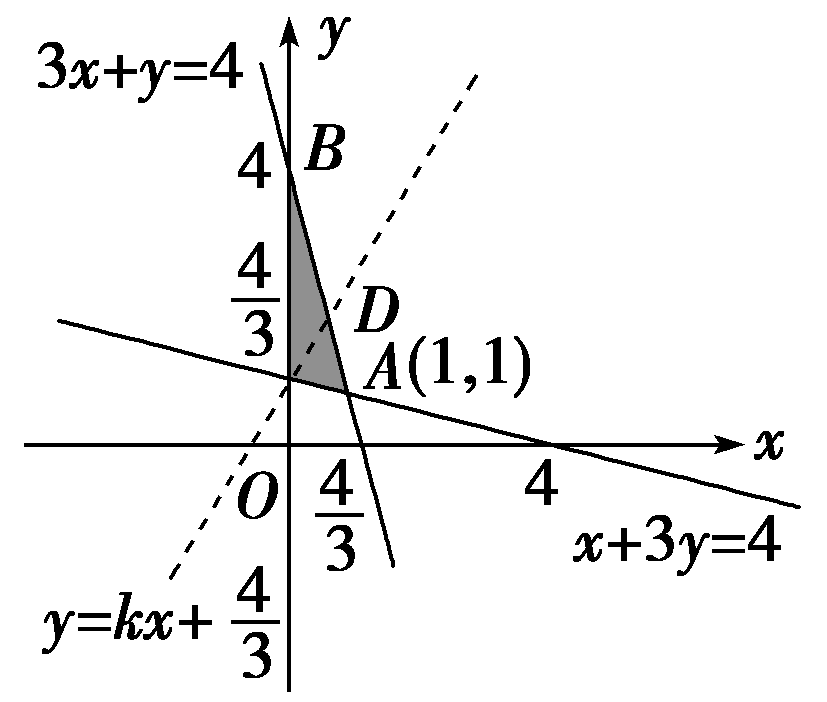 y
3x+y=4
B
4
4/3
D
A(1,1)
x
O
4/3
4
x+3y=4
y=kx+4/3